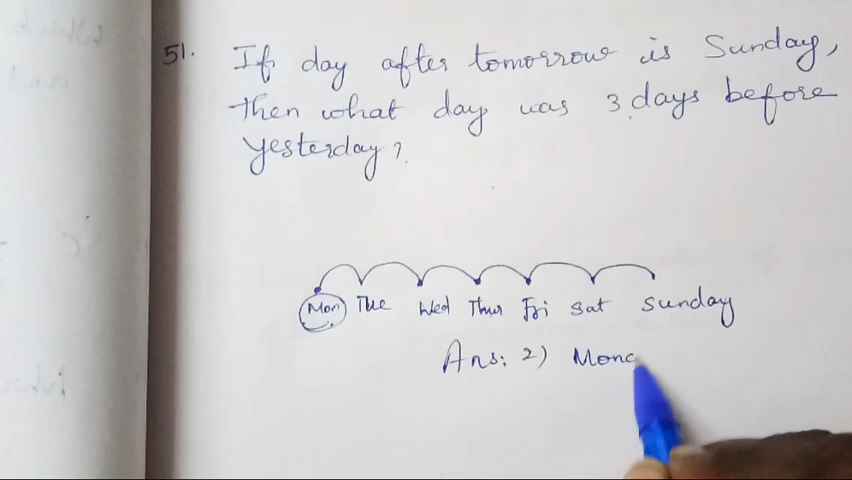 51. If day after tomorrow is Sunday,
then what day was 3 days before
yesterday?
Mon Tue Wed Thur Fri Sat Sunday
Ans: 2) Mond